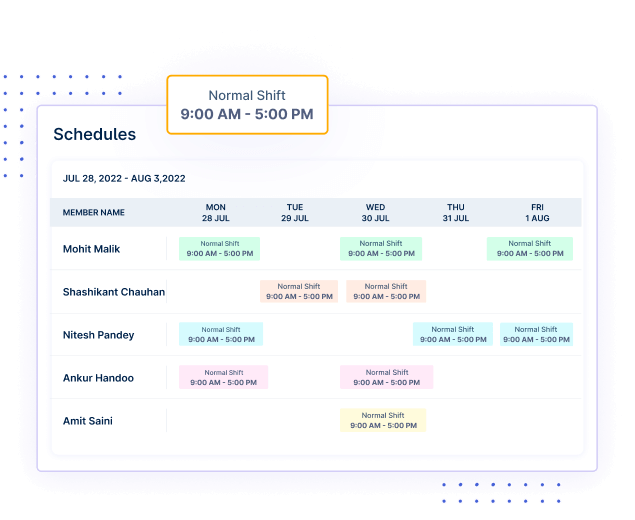 Normal Shift
9:00 AM - 5:00 PM
Schedules
JUL 28, 2022 - AUG 3,2022
MEMBER NAME MON TUE WED THU FRI
28 JUL 29 JUL 30 JUL 31 JUL 1 AUG
Mohit Malik Normal Shift Normal Shift Normal Shift
9:00 AM - 5:00 PM 9:00 AM - 5:00 PM 9:00 AM - 5:00 PM
Shashikant Chauhan Normal Shift Normal Shift
9:00 AM - 5:00 PM 9:00 AM - 5:00 PM
Nitesh Pandey Normal Shift Normal Shift Normal Shift
9:00 AM - 5:00 PM 9:00 AM - 5:00 PM 9:00 AM - 5:00 PM
Ankur Handoo Normal Shift Normal Shift
9:00 AM - 5:00 PM 9:00 AM - 5:00 PM
Amit Saini Normal Shift
9:00 AM - 5:00 PM